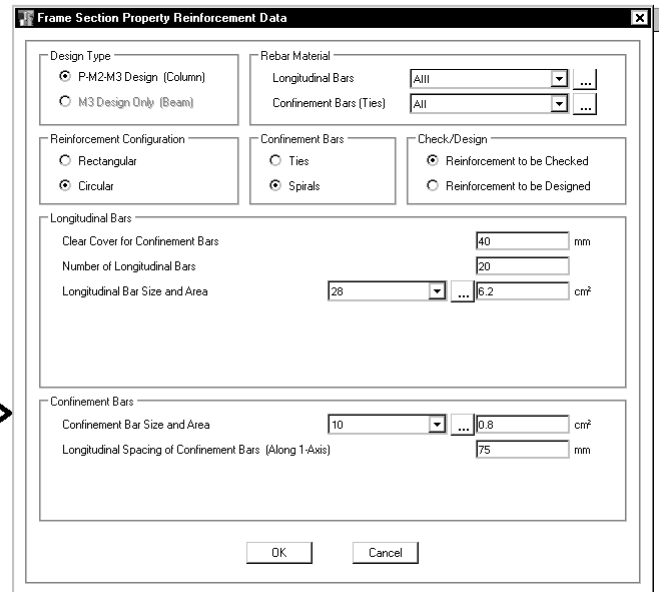 Frame Section Property Reinforcement Data
Design Type
P-M2-M3 Design (Column)
M3 Design Only (Beam)
Rebar Material
Longitudinal Bars
AIII
...
Confinement Bars (Ties)
AII
...
Reinforcement Configuration
Rectangular
Circular
Confinement Bars
Ties
Spirals
Check/Design
Reinforcement to be Checked
Reinforcement to be Designed
Longitudinal Bars
Clear Cover for Confinement Bars 40 mm
Number of Longitudinal Bars 20
Longitudinal Bar Size and Area 28 ... 6.2 cm²
Confinement Bars
Confinement Bar Size and Area 10 ... 0.8 cm²
Longitudinal Spacing of Confinement Bars (Along 1-Axis) 75 mm
OK Cancel